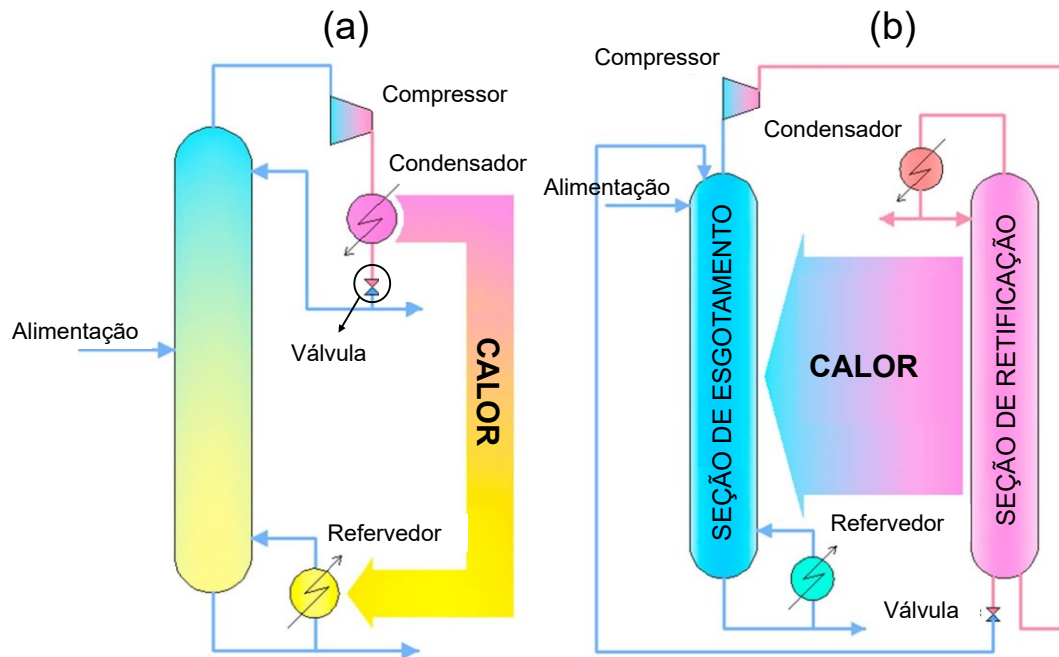 (a)
Compressor
Condensador
Alimentação
Válvula
CALOR
Refervedor
(b)
Compressor
Condensador
Alimentação
SEÇÃO DE ESGOTAMENTO
CALOR
SEÇÃO DE RETIFICAÇÃO
Refervedor
Válvula